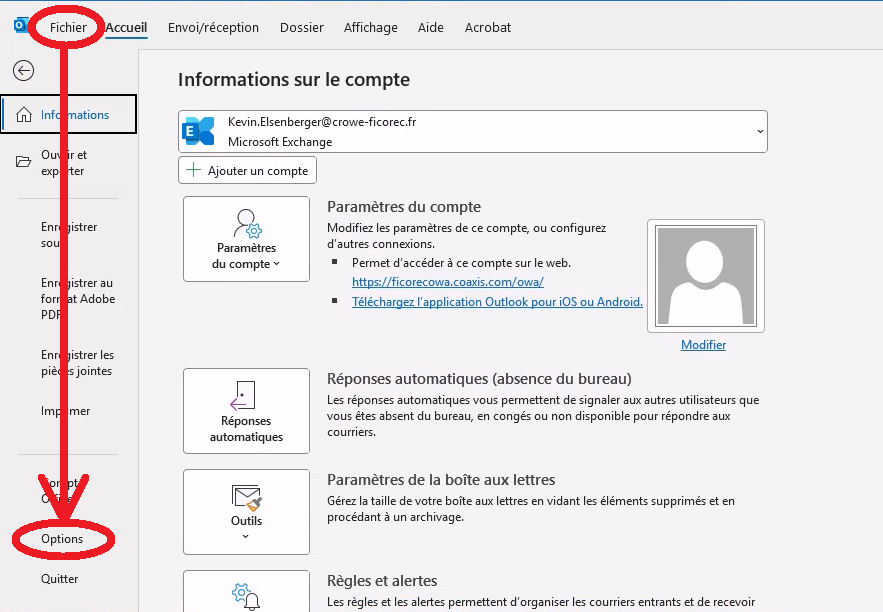 Fichier Accueil Envoi/réception Dossier Affichage Aide Acrobat
Informations
Ouvrir et
exporter
Enregistrer
sous
Enregistrer au
format Adobe
PDF
Enregistrer les
pièces jointes
Imprimer
Options
Quitter
Informations sur le compte
E
Kevin.Elsenberger@crowe-ficorec.fr
Microsoft Exchange
Ajouter un compte
Paramètres
du compte
Paramètres du compte
Modifiez les paramètres de ce compte, ou configurez
d'autres connexions.
Permet d'accéder à ce compte sur le web.
https://ficorecowa.coaxis.com/owa/
Téléchargez l'application Outlook pour iOS ou Android.
Modifier
Réponses
automatiques
Réponses automatiques (absence du bureau)
Les réponses automatiques vous permettent de signaler aux autres utilisateurs que
vous êtes absent du bureau, en congés ou non disponible pour répondre aux
courriers.
Outils
Paramètres de la boîte aux lettres
Gérez la taille de votre boîte aux lettres en vidant les éléments supprimés et en
procédant à un archivage.
Règles et alertes
Les règles et les alertes permettent d'organiser les courriers entrants et de recevoir